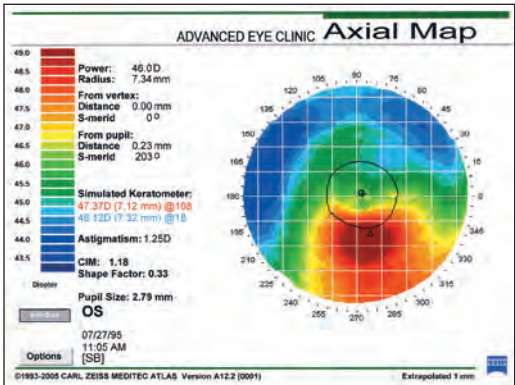 ADVANCED EYE CLINIC Axial Map
49.0
48.5
48.0
47.5
47.0
46.5
46.0
45.5
45.0
44.5
44.0
43.5
Display
Power: 46.0D
Radius: 7.34mm
From vertex:
Distance 0.00 mm
S-merid 0º
From pupil:
Distance 0.23 mm
S-merid 203º
Simulated Keratometer:
47.37D (7.12 mm) @108
46.12D (7.32 mm) @18
Astigmatism: 1.25D
CIM: 1.18
Shape Factor: 0.33
Pupil Size: 2.79 mm
OS
07/27/95
11:05 AM
[SB]
Options
105
75
120
60
135
45
150
30
165
180
195
210
225
330
240
315
255
300
270
285
©1993-2005 CARL ZEISS MEDITEC ATLAS Version A12.2 (0001)
Extrapolated 1 mm